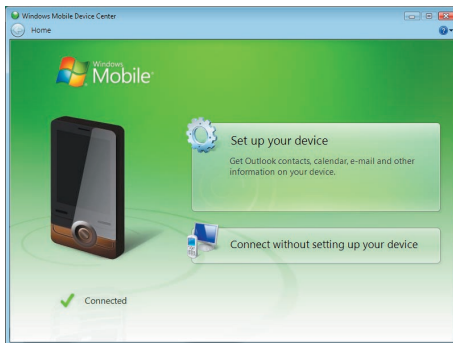 Windows Mobile Device Center
Home
Windows
Mobile
Set up your device
Get Outlook contacts, calendar, e-mail and other
information on your device.
Connect without setting up your device
Connected